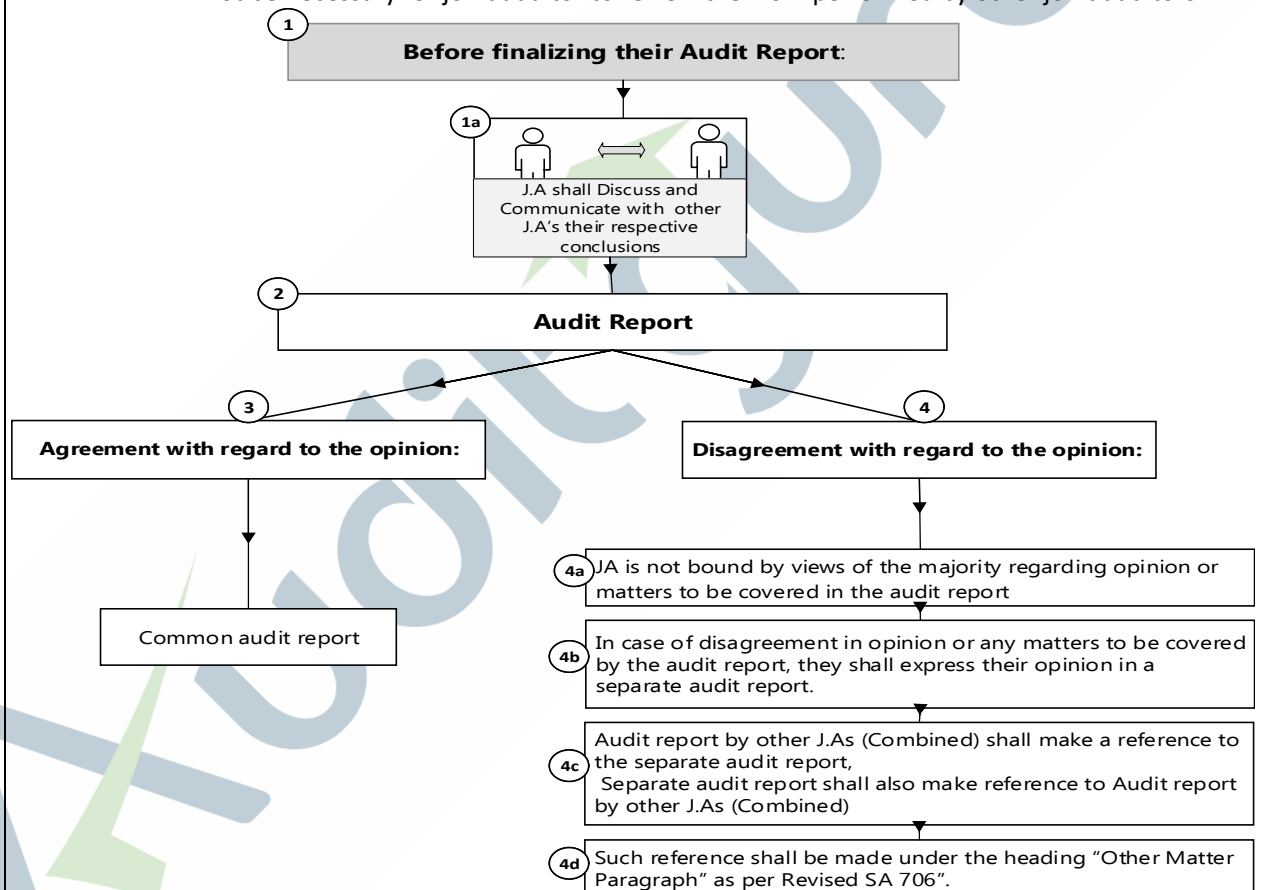 1
Before finalizing their Audit Report:
1a
J.A shall Discuss and
Communicate with other
J.A's their respective
conclusions
2
Audit Report
3
4
Agreement with regard to the opinion:
Disagreement with regard to the opinion:
Common audit report
4a
JA is not bound by views of the majority regarding opinion or
matters to be covered in the audit report
4b
In case of disagreement in opinion or any matters to be covered
by the audit report, they shall express their opinion in a
separate audit report.
4c
Audit report by other J.As (Combined) shall make a reference to
the separate audit report,
Separate audit report shall also make reference to Audit report
by other J.As (Combined)
4d
Such reference shall be made under the heading “Other Matter
Paragraph” as per Revised SA 706”.